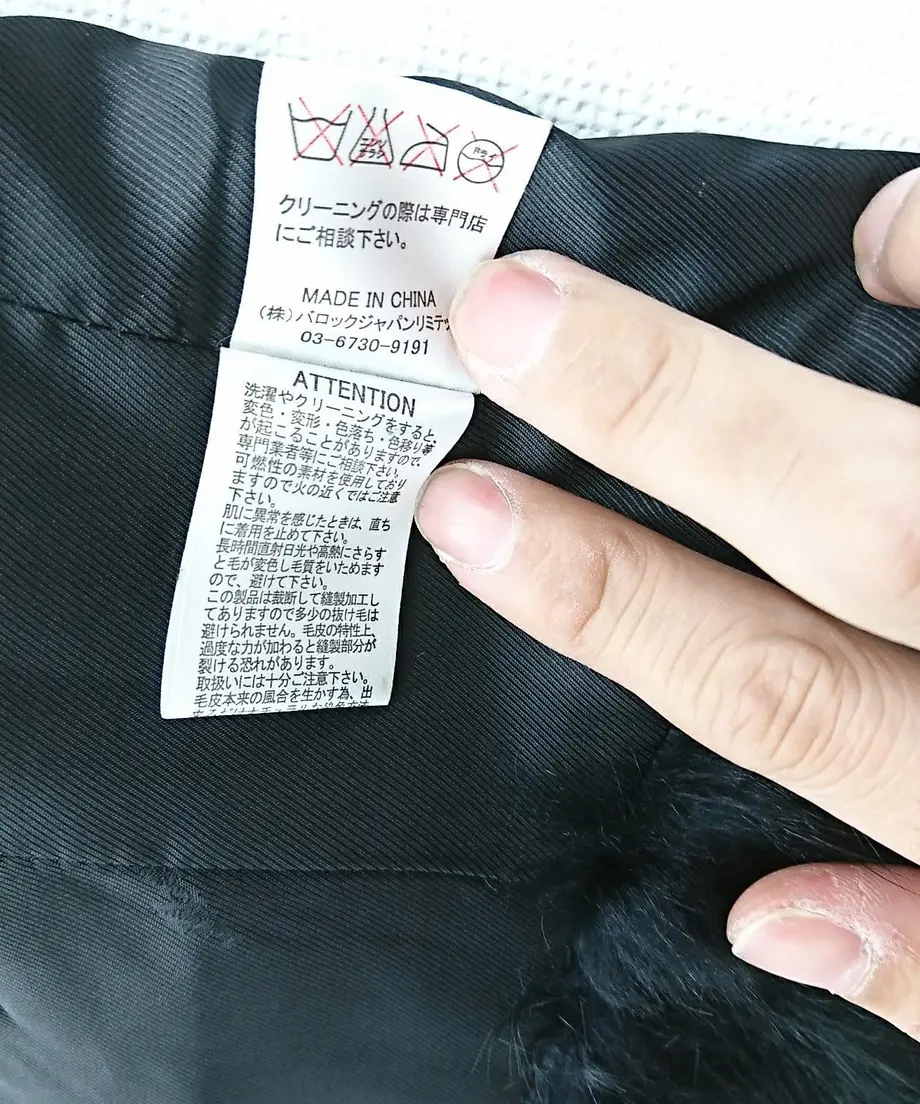 エンソ
サラシ
ドライ
クリーニングの際は専門店
にご相談下さい。
MADE IN CHINA
(株)バロックジャパンリミテッ
03-6730-9191
ATTENTION
洗濯やクリーニングをすると、
変色・変形・色落ち・色移り等
が起こることがありますので、
専門業者等にご相談下さい。
可燃性の素材を使用しており
ますので火の近くではご注意
下さい。
肌に異常を感じたときは、直ち
に着用を止めて下さい。
長時間直射日光や高熱にさらす
と毛が変色し毛質をいためます
ので、避けて下さい。
この製品は裁断して縫製加工し
てありますので多少の抜け毛は
避けられません。毛皮の特性上、
過度な力が加わると縫製部分が
裂ける恐れがあります。
取扱いには十分ご注意下さい。
毛皮本来の風合を生かす為、出